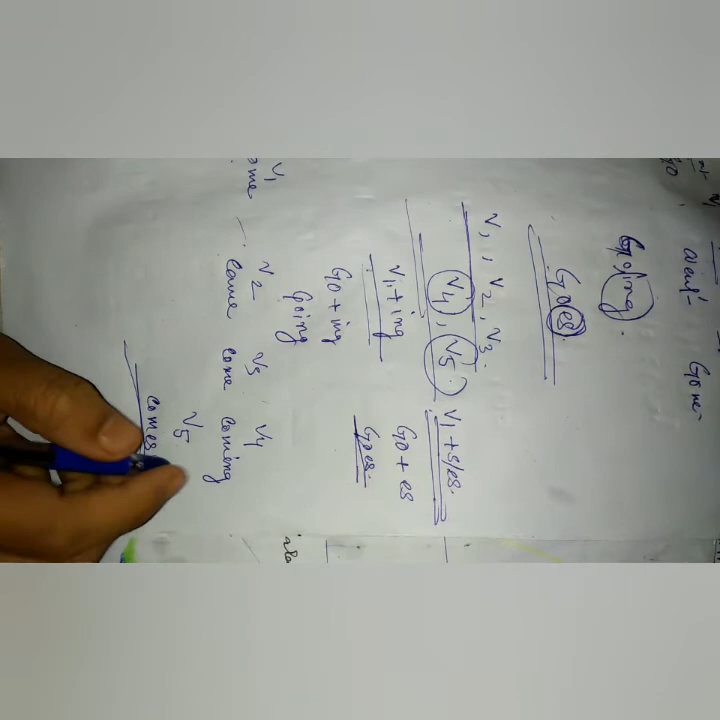 went Gone
Going.
Goes.
V1, V2, V3.
V4, V5. V1+s/es.
V1+ing Go+es
Go+ing Goes.
going
V1 V2 V3 V4
ome came come coming
V5
comes